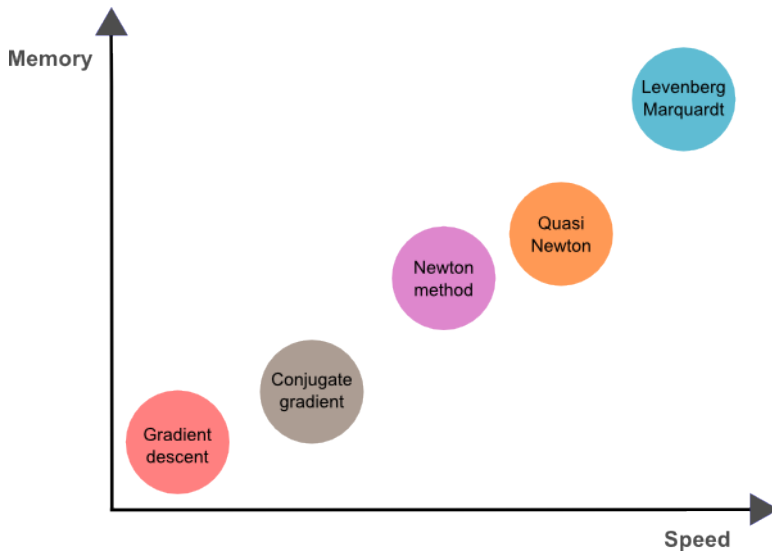 Memory
Levenberg
Marquardt
Quasi
Newton
Newton
method
Conjugate
gradient
Gradient
descent
Speed